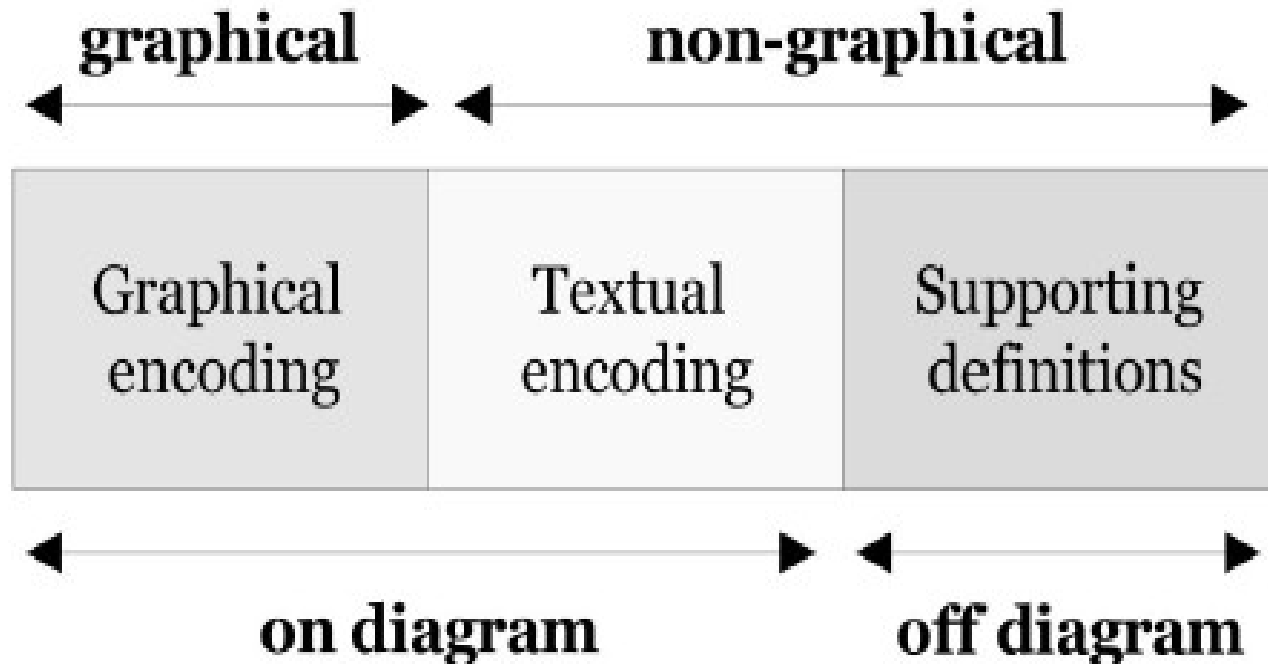 graphical
non-graphical
Graphical
encoding
Textual
encoding
Supporting
definitions
on diagram
off diagram